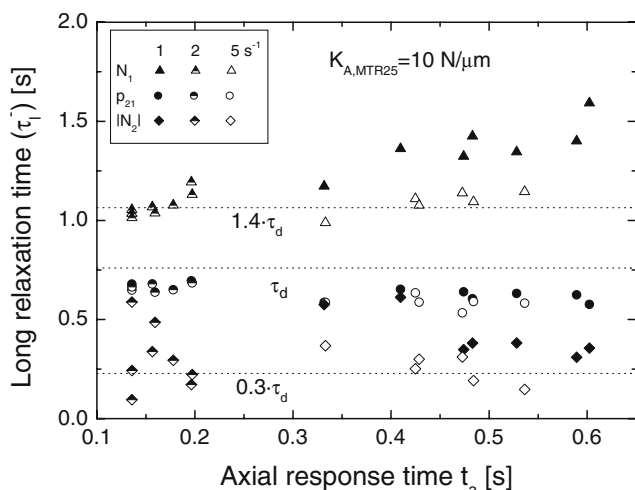 2.0
1 2 5 s⁻¹
N₁
p₂₁
|N₂|
K_A,MTR25=10 N/μm
1.5
1.0
1.4·τ_d
τ_d
0.5
0.3·τ_d
0.0
0.1 0.2 0.3 0.4 0.5 0.6
Long relaxation time (τ_l⁻) [s]
Axial response time t_a [s]